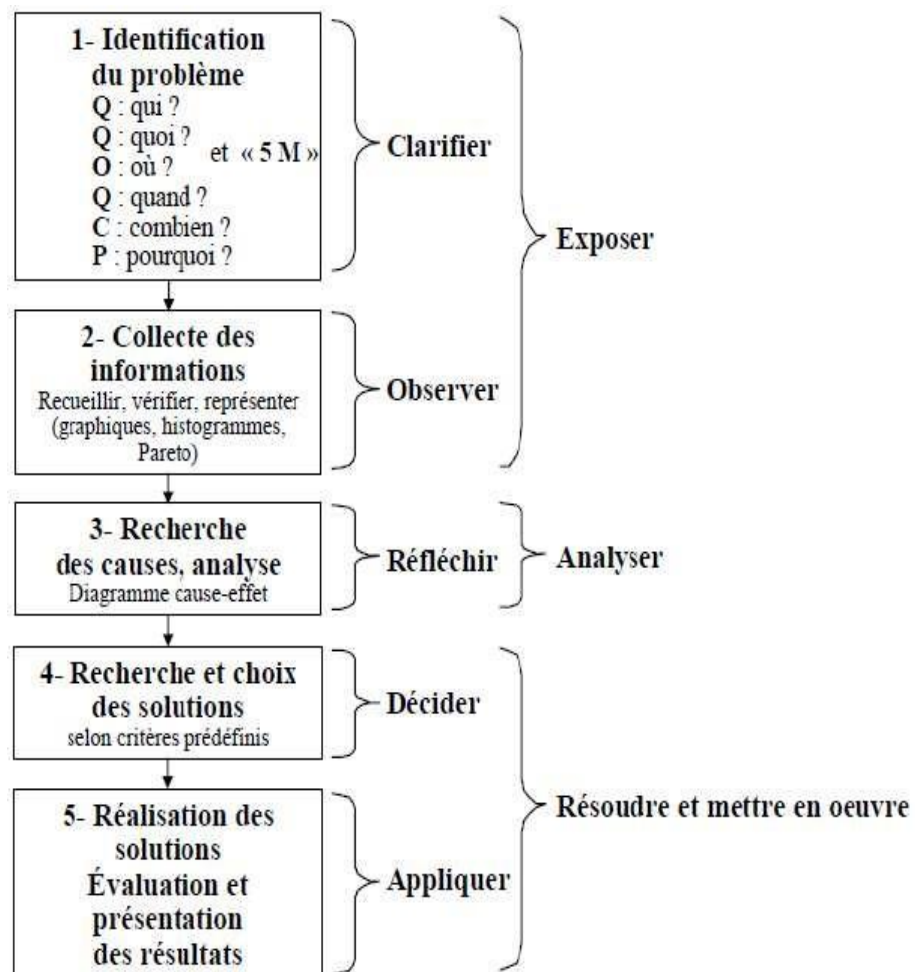 1- Identification
du problème
Q : qui ?
Q : quoi ?
et « 5 M »
O : où ?
Q : quand ?
C : combien ?
P : pourquoi ?
Clarifier
Exposer
2- Collecte des
informations
Recueillir, vérifier, représenter
(graphiques, histogrammes,
Pareto)
Observer
3- Recherche
des causes, analyse
Diagramme cause-effet
Réfléchir
Analyser
4- Recherche et choix
des solutions
selon critères prédéfinis
Décider
Résoudre et mettre en oeuvre
5- Réalisation des
solutions
Évaluation et
présentation
des résultats
Appliquer